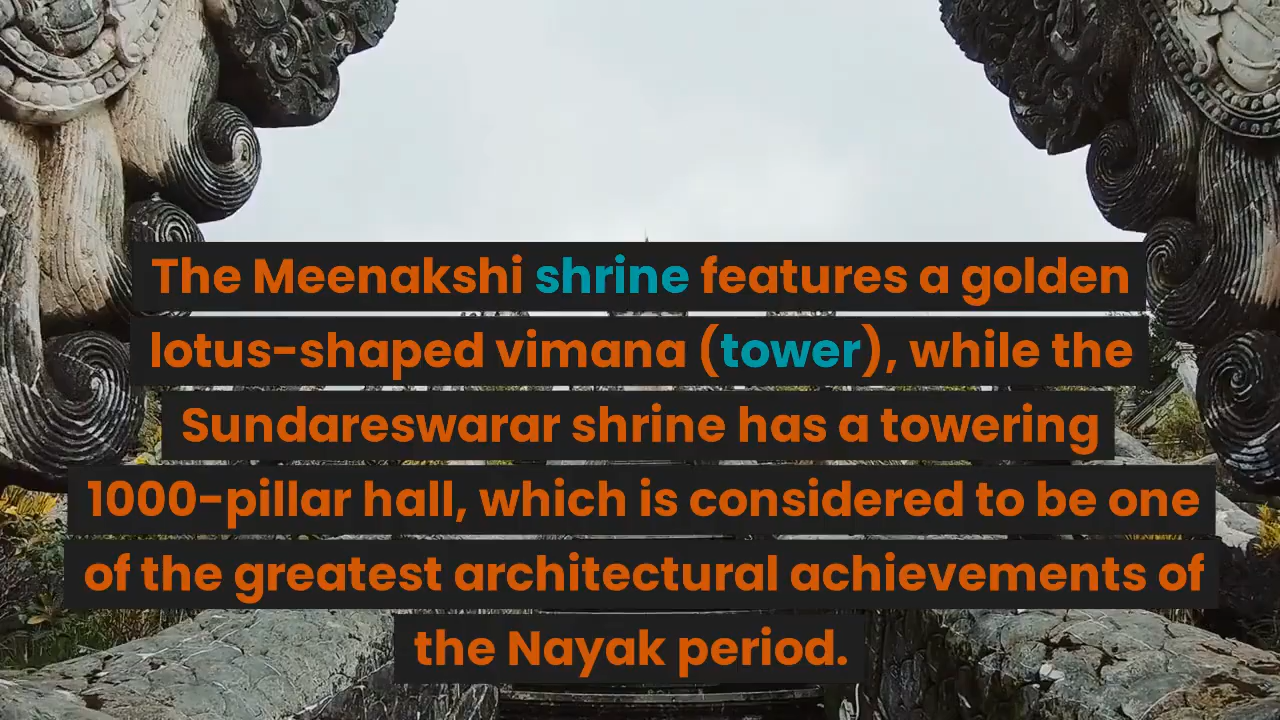 The Meenakshi shrine features a golden
lotus-shaped vimana (tower), while the
Sundareswarar shrine has a towering
1000-pillar hall, which is considered to be one
of the greatest architectural achievements of
the Nayak period.